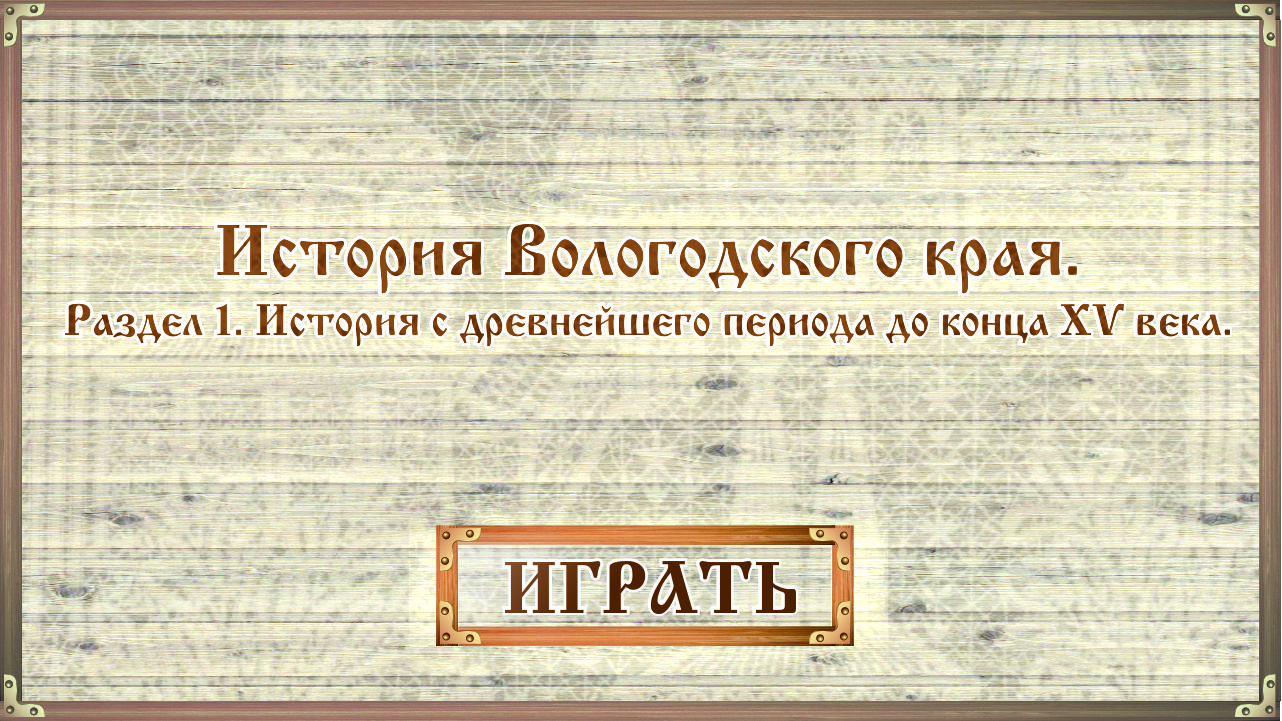 История Вологодского края.
Раздел 1. История с древнейшего периода до конца XV века.
ИГРАТЬ